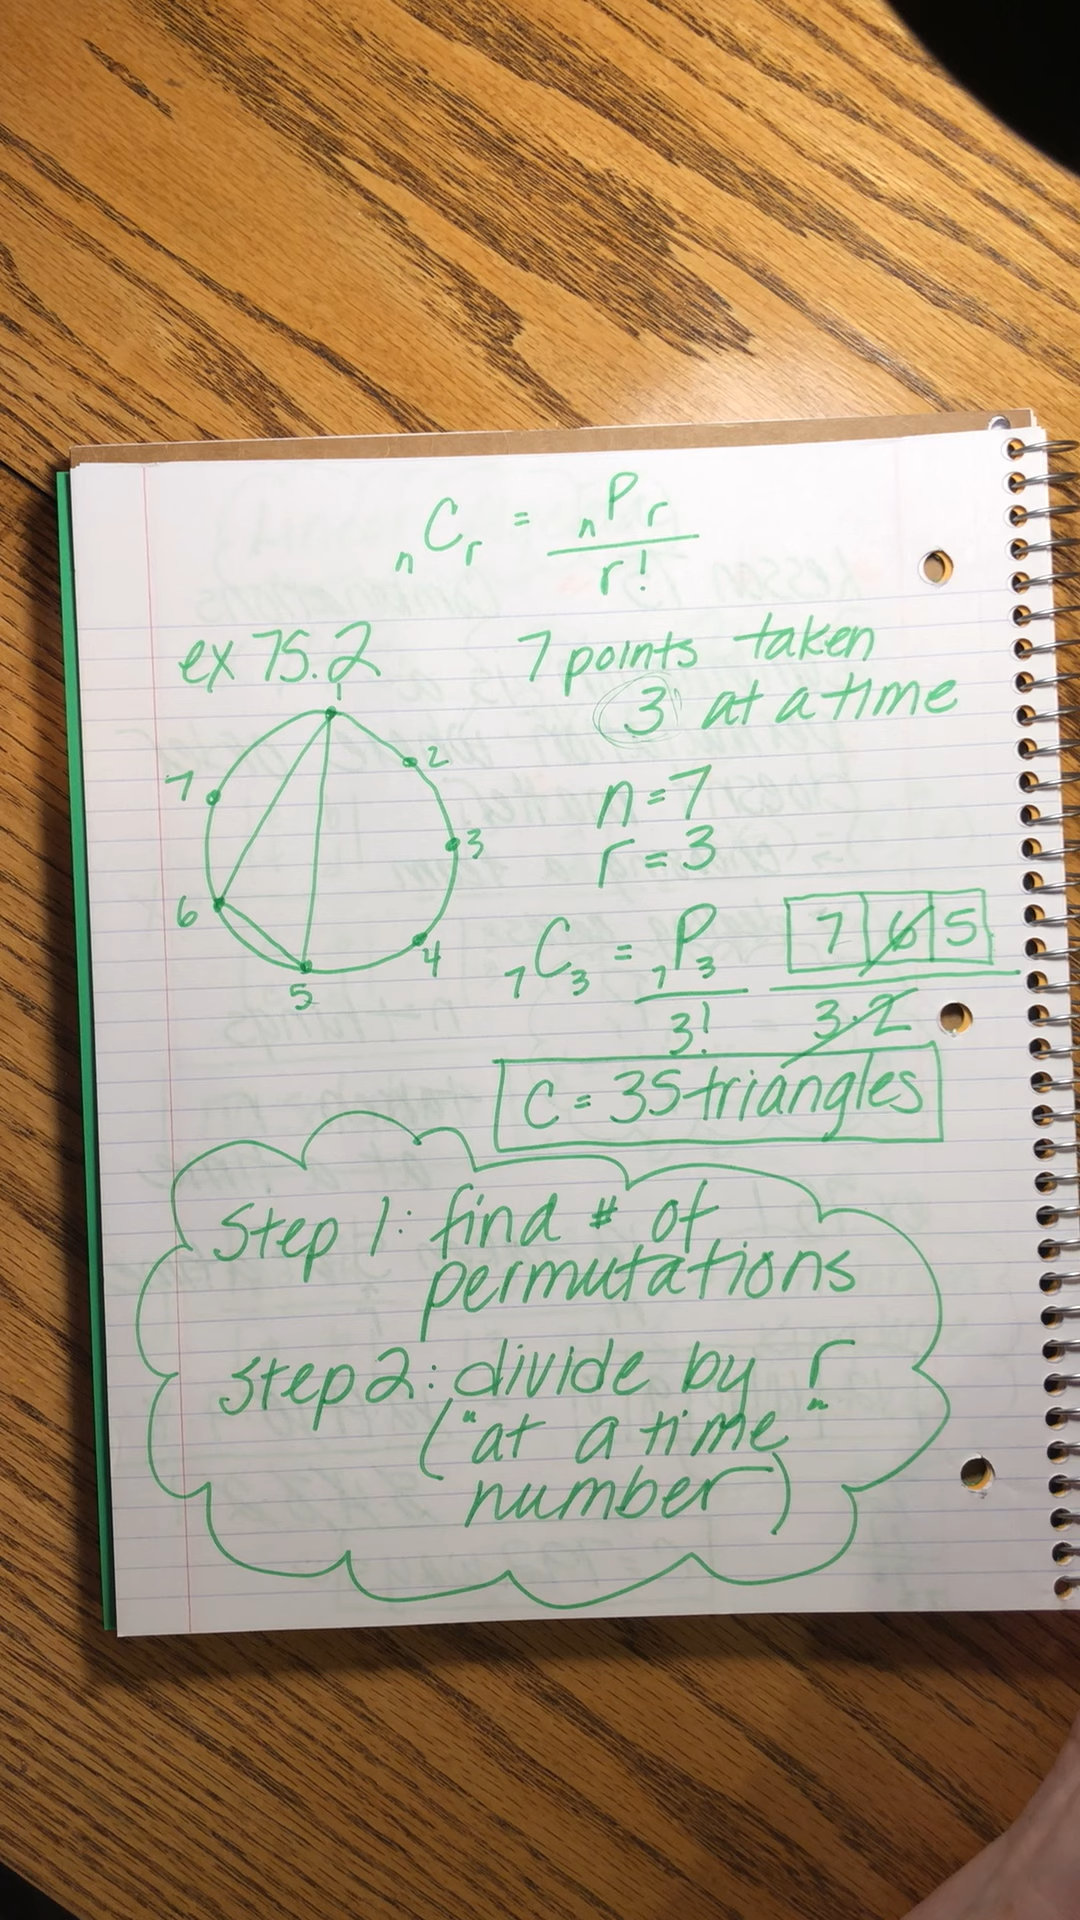 nCr = nPr
r!
ex 75.2
7 points taken
3 at a time
1
2
3
4
5
6
7
n = 7
r = 3
7C3 = 7P3
3!
7 6 5
3·2
C = 35 triangles
Step 1: find # of
permutations
Step 2: divide by r
("at a time"
number)